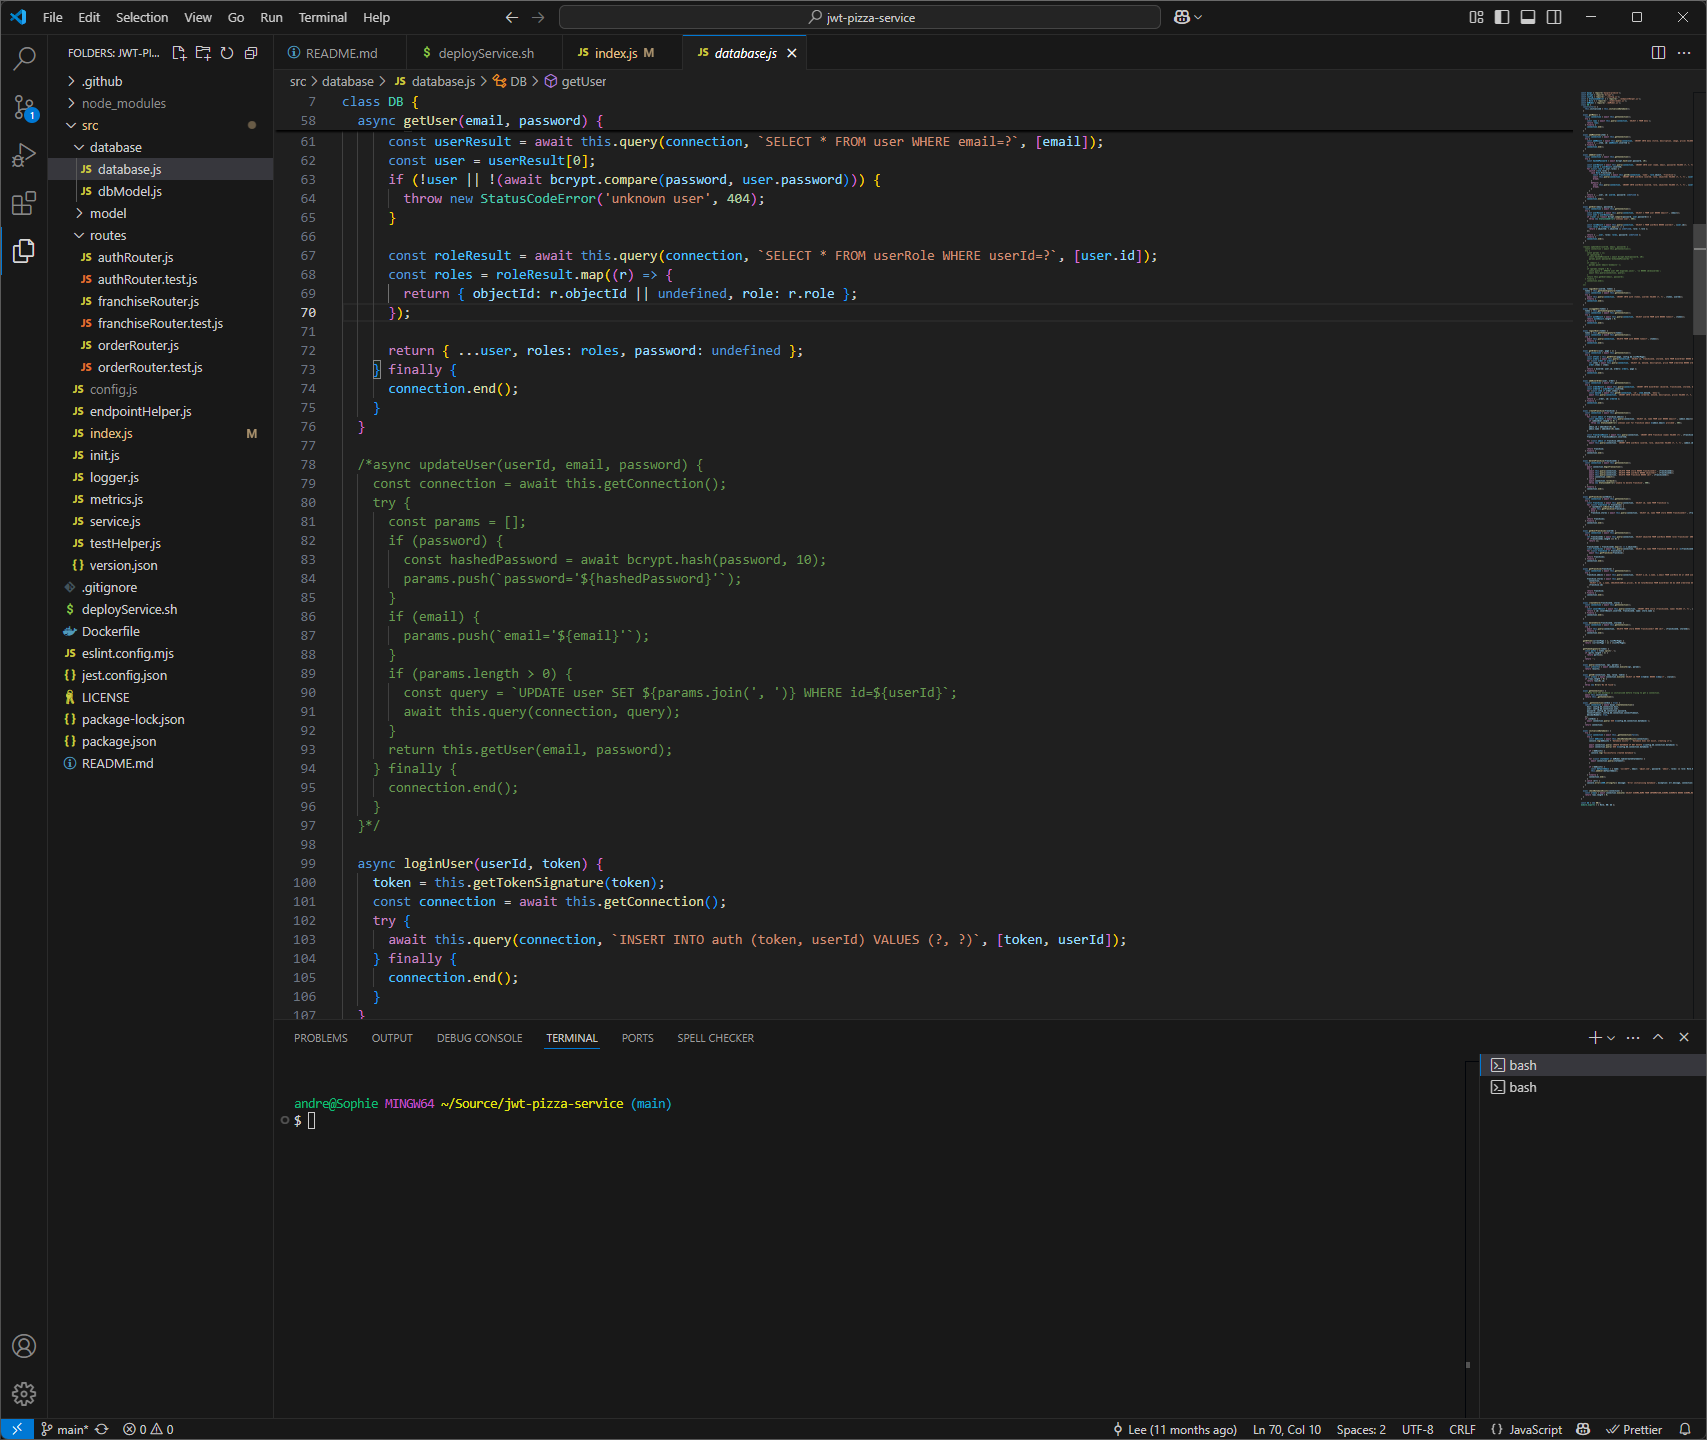 File Edit Selection View Go Run Terminal Help
jwt-pizza-service
FOLDERS: JWT-PI...
.github
node_modules
src
database
database.js
dbModel.js
model
routes
authRouter.js
authRouter.test.js
franchiseRouter.js
franchiseRouter.test.js
orderRouter.js
orderRouter.test.js
config.js
endpointHelper.js
index.js M
init.js
logger.js
metrics.js
service.js
testHelper.js
version.json
.gitignore
deployService.sh
Dockerfile
eslint.config.mjs
jest.config.json
LICENSE
package-lock.json
package.json
README.md
README.md deployService.sh JS index.js M JS database.js
src > database > JS database.js > DB > getUser
7 class DB {
58 async getUser(email, password) {
61 const userResult = await this.query(connection, `SELECT * FROM user WHERE email=?`, [email]);
62 const user = userResult[0];
63 if (!user || !(await bcrypt.compare(password, user.password))) {
64 throw new StatusCodeError('unknown user', 404);
65 }
66
67 const roleResult = await this.query(connection, `SELECT * FROM userRole WHERE userId=?`, [user.id]);
68 const roles = roleResult.map((r) => {
69 return { objectId: r.objectId || undefined, role: r.role };
70 });
71
72 return { ...user, roles: roles, password: undefined };
73 } finally {
74 connection.end();
75 }
76 }
77
78 /*async updateUser(userId, email, password) {
79 const connection = await this.getConnection();
80 try {
81 const params = [];
82 if (password) {
83 const hashedPassword = await bcrypt.hash(password, 10);
84 params.push(`password='${hashedPassword}'`);
85 }
86 if (email) {
87 params.push(`email='${email}'`);
88 }
89 if (params.length > 0) {
90 const query = `UPDATE user SET ${params.join(', ')} WHERE id=${userId}`;
91 await this.query(connection, query);
92 }
93 return this.getUser(email, password);
94 } finally {
95 connection.end();
96 }
97 }*/
98
99 async loginUser(userId, token) {
100 token = this.getTokenSignature(token);
101 const connection = await this.getConnection();
102 try {
103 await this.query(connection, `INSERT INTO auth (token, userId) VALUES (?, ?)`, [token, userId]);
104 } finally {
105 connection.end();
106 }
107 }
PROBLEMS OUTPUT DEBUG CONSOLE TERMINAL PORTS SPELL CHECKER
andre@Sophie MINGW64 ~/Source/jwt-pizza-service (main)
$
bash
bash
main* 0 0 Lee (11 months ago) Ln 70, Col 10 Spaces: 2 UTF-8 CRLF {} JavaScript Prettier